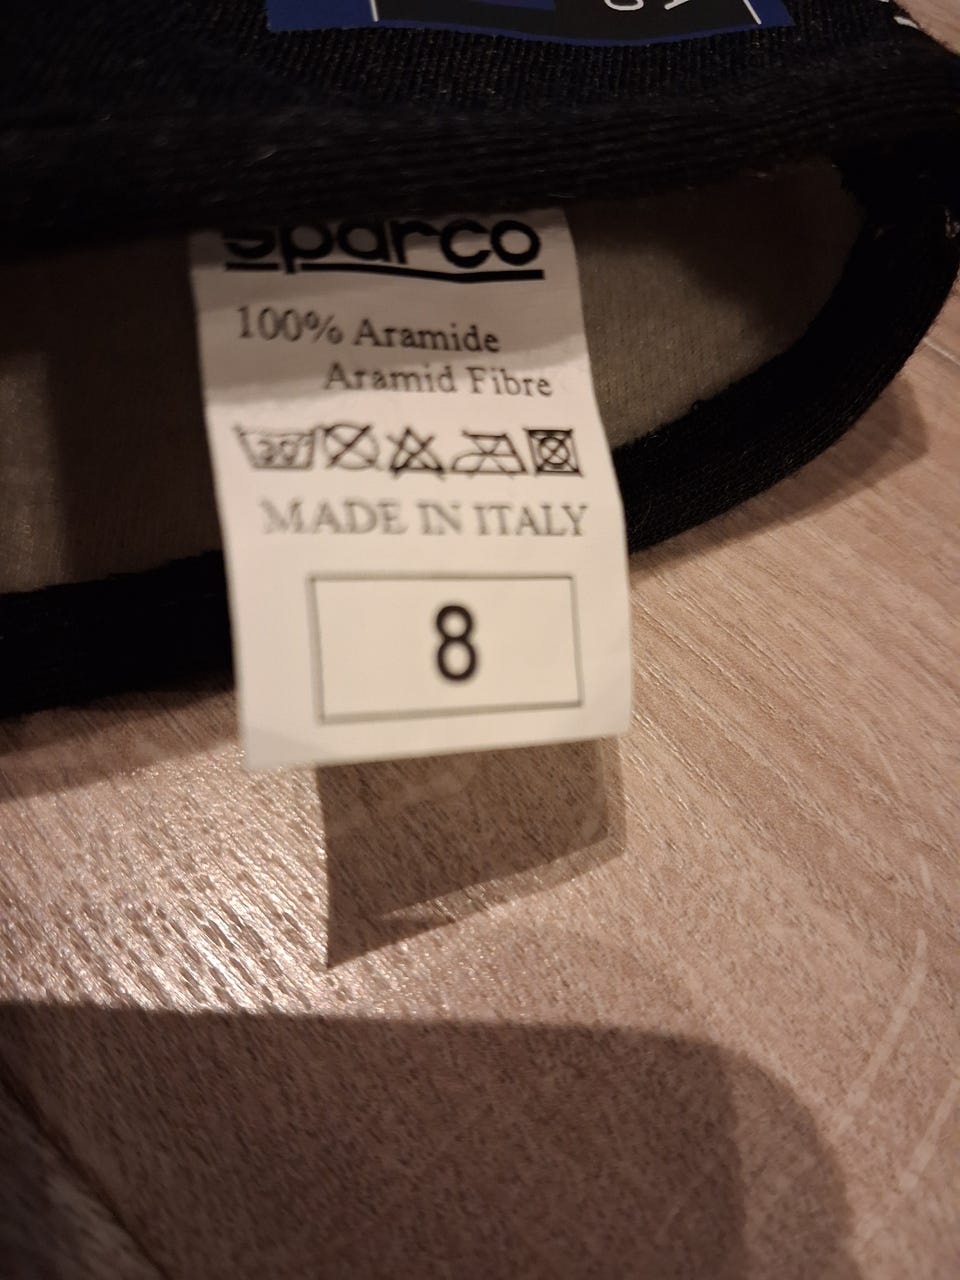 sparco
100% Aramide
Aramid Fibre
30°
MADE IN ITALY
8